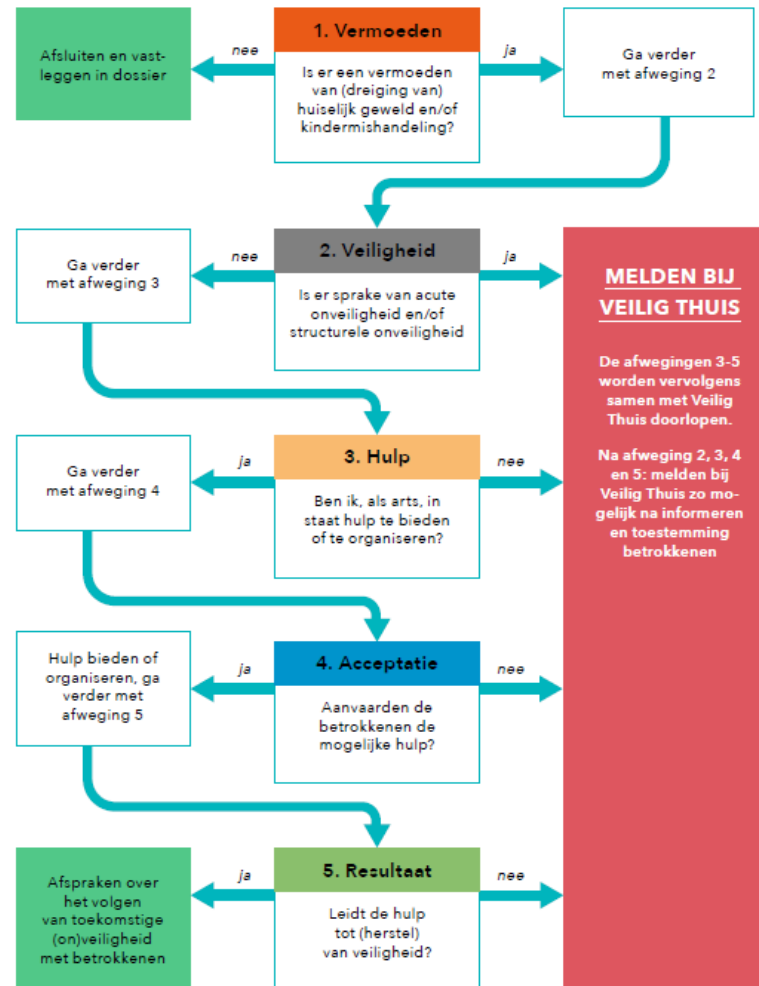 Afsluiten en vast-
leggen in dossier
nee
1. Vermoeden
Is er een vermoeden
van (dreiging van)
huiselijk geweld en/of
kindermishandeling?
ja
Ga verder
met afweging 2
Ga verder
met afweging 3
nee
2. Veiligheid
Is er sprake van acute
onveiligheid en/of
structurele onveiligheid
ja
MELDEN BIJ
VEILIG THUIS
De afwegingen 3-5
worden vervolgens
samen met Veilig
Thuis doorlopen.
Na afweging 2, 3, 4
en 5: melden bij
Veilig Thuis zo mo-
gelijk na informeren
en toestemming
betrokkenen
Ga verder
met afweging 4
ja
3. Hulp
Ben ik, als arts, in
staat hulp te bieden
of te organiseren?
nee
Hulp bieden of
organiseren, ga
verder met
afweging 5
ja
4. Acceptatie
Aanvaarden de
betrokkenen de
mogelijke hulp?
nee
Afspraken over
het volgen
van toekomstige
(on)veiligheid
met betrokkenen
ja
5. Resultaat
Leidt de hulp
tot (herstel)
van veiligheid?
nee